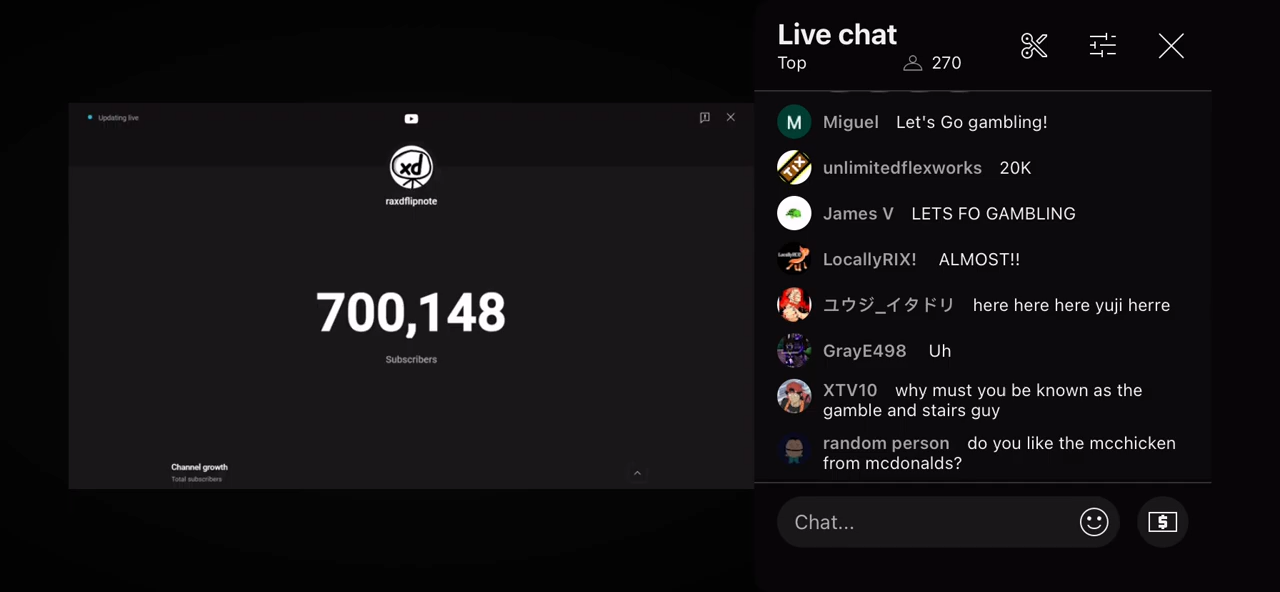 Updating live
xd
raxdflipnote
700,148
Subscribers
Channel growth
Total subscribers
Live chat
Top
270
M
Miguel Let's Go gambling!
TIX
unlimitedflexworks 20K
James V LETS FO GAMBLING
LocallyRIX! ALMOST!!
ユウジ_イタドリ here here here yuji herre
GrayE498 Uh
XTV10 why must you be known as the
gamble and stairs guy
random person do you like the mcchicken
from mcdonalds?
Chat...
$